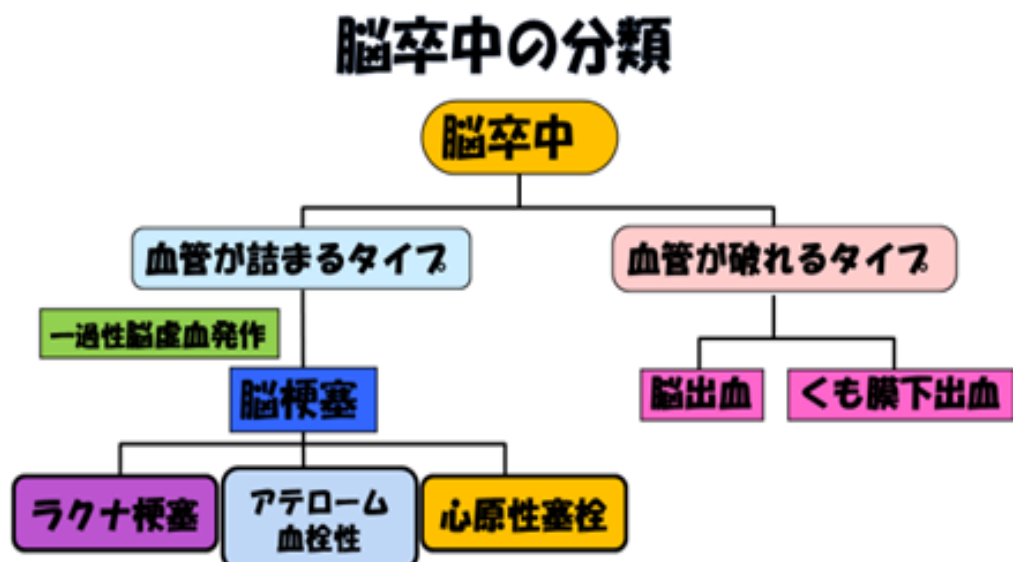 脳卒中の分類
脳卒中
血管が詰まるタイプ
血管が破れるタイプ
一過性脳虚血発作
脳梗塞
脳出血
くも膜下出血
ラクナ梗塞
アテローム
血栓性
心原性塞栓